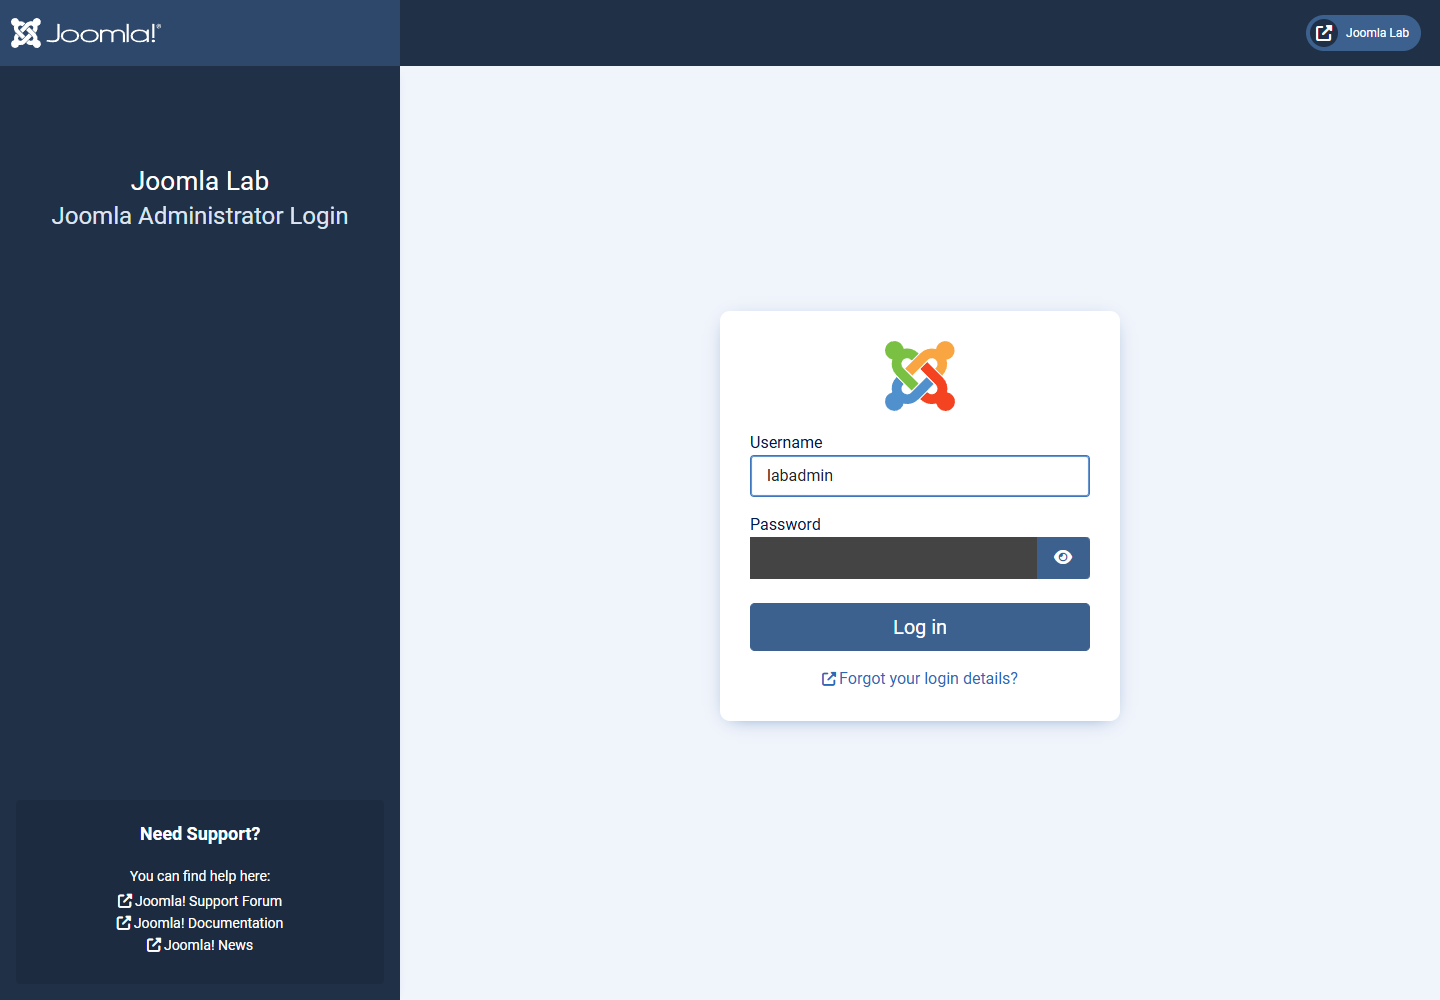 Joomla!®
Joomla Lab
Joomla Lab
Joomla Administrator Login
Username
labadmin
Password
Log in
Forgot your login details?
Need Support?
You can find help here:
Joomla! Support Forum
Joomla! Documentation
Joomla! News